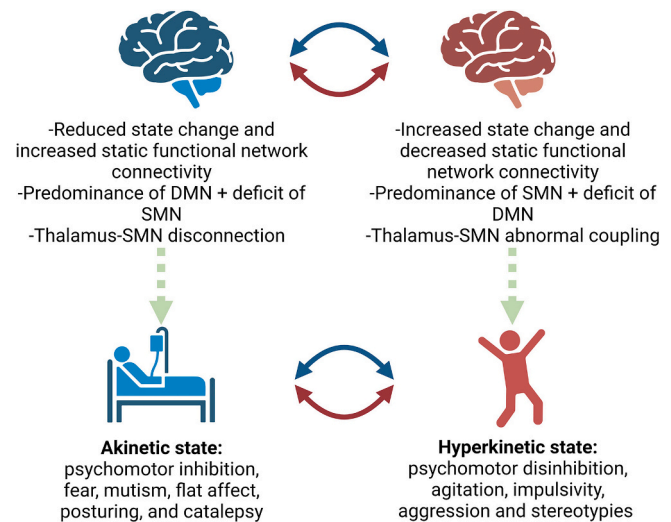 -Reduced state change and
increased static functional network
connectivity
-Predominance of DMN + deficit of
SMN
-Thalamus-SMN disconnection
-Increased state change and
decreased static functional
network connectivity
-Predominance of SMN + deficit of
DMN
-Thalamus-SMN abnormal coupling
Akinetic state:
psychomotor inhibition,
fear, mutism, flat affect,
posturing, and catalepsy
Hyperkinetic state:
psychomotor disinhibition,
agitation, impulsivity,
aggression and stereotypies